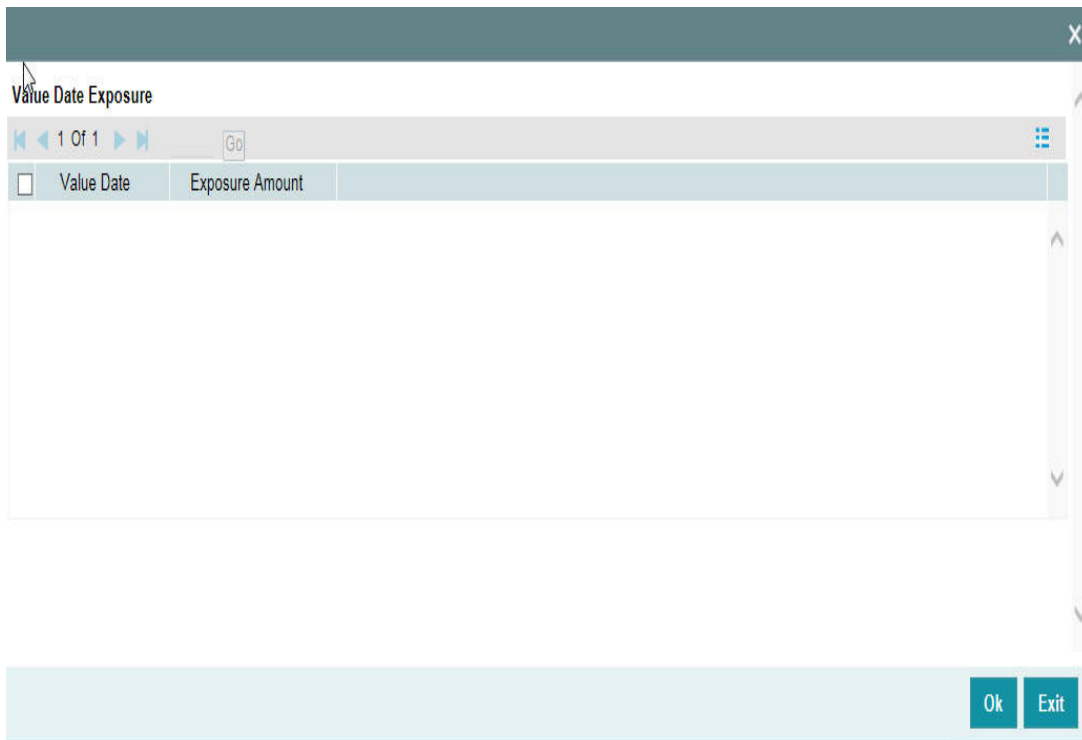 X
Value Date Exposure
1 Of 1 Go
Value Date Exposure Amount
Ok Exit